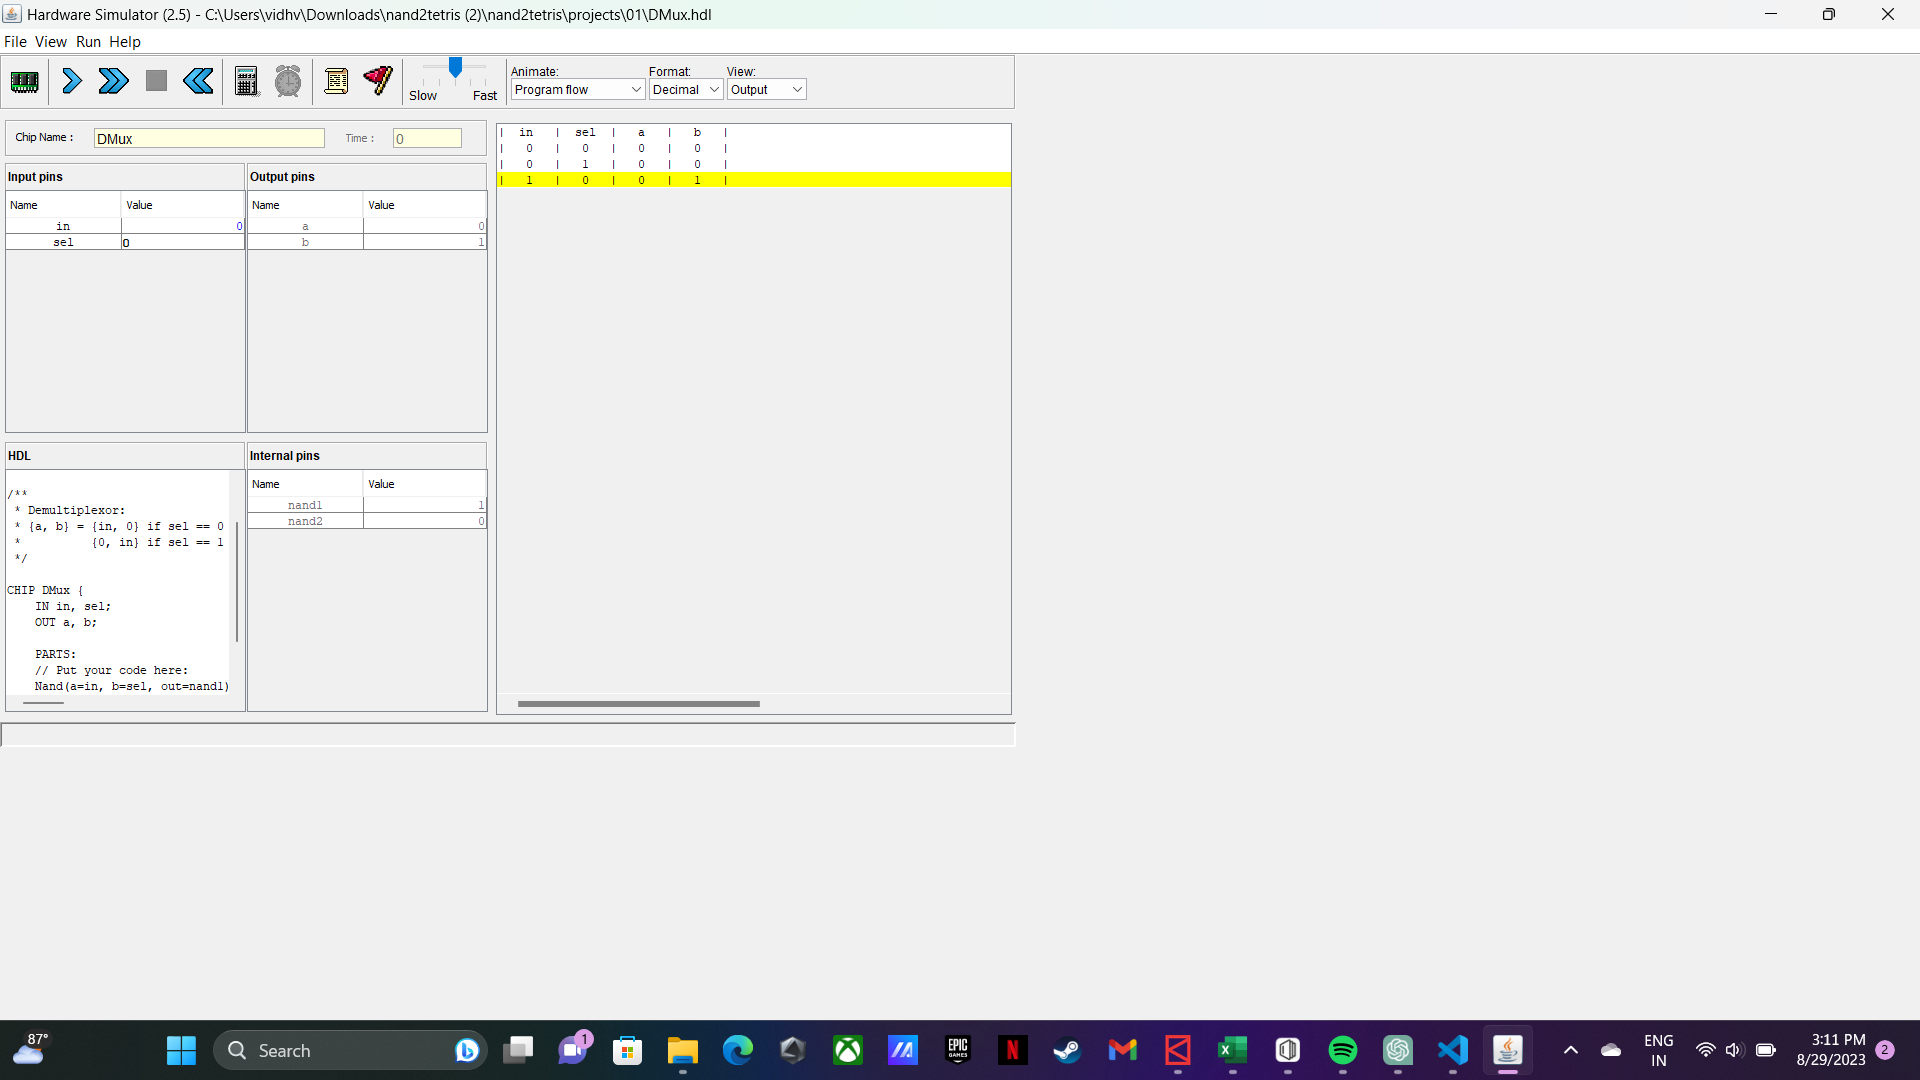 Hardware Simulator (2.5) - C:\Users\vidhv\Downloads\nand2tetris (2)\nand2tetris\projects\01\DMux.hdl
File View Run Help
Slow Fast
Animate: Format: View:
Program flow Decimal Output
Chip Name : DMux Time : 0
Input pins
Name Value
in 0
sel 0
Output pins
Name Value
a 0
b 1
| in | sel | a | b |
| 0 | 0 | 0 | 0 |
| 0 | 1 | 0 | 0 |
| 1 | 0 | 0 | 1 |
HDL
/**
* Demultiplexor:
* {a, b} = {in, 0} if sel == 0
* {0, in} if sel == 1
*/
CHIP DMux {
IN in, sel;
OUT a, b;
PARTS:
// Put your code here:
Nand(a=in, b=sel, out=nand1)
Internal pins
Name Value
nand1 1
nand2 0
87°
Search
1
EPIC GAMES
N
ENG
IN
3:11 PM
8/29/2023
2